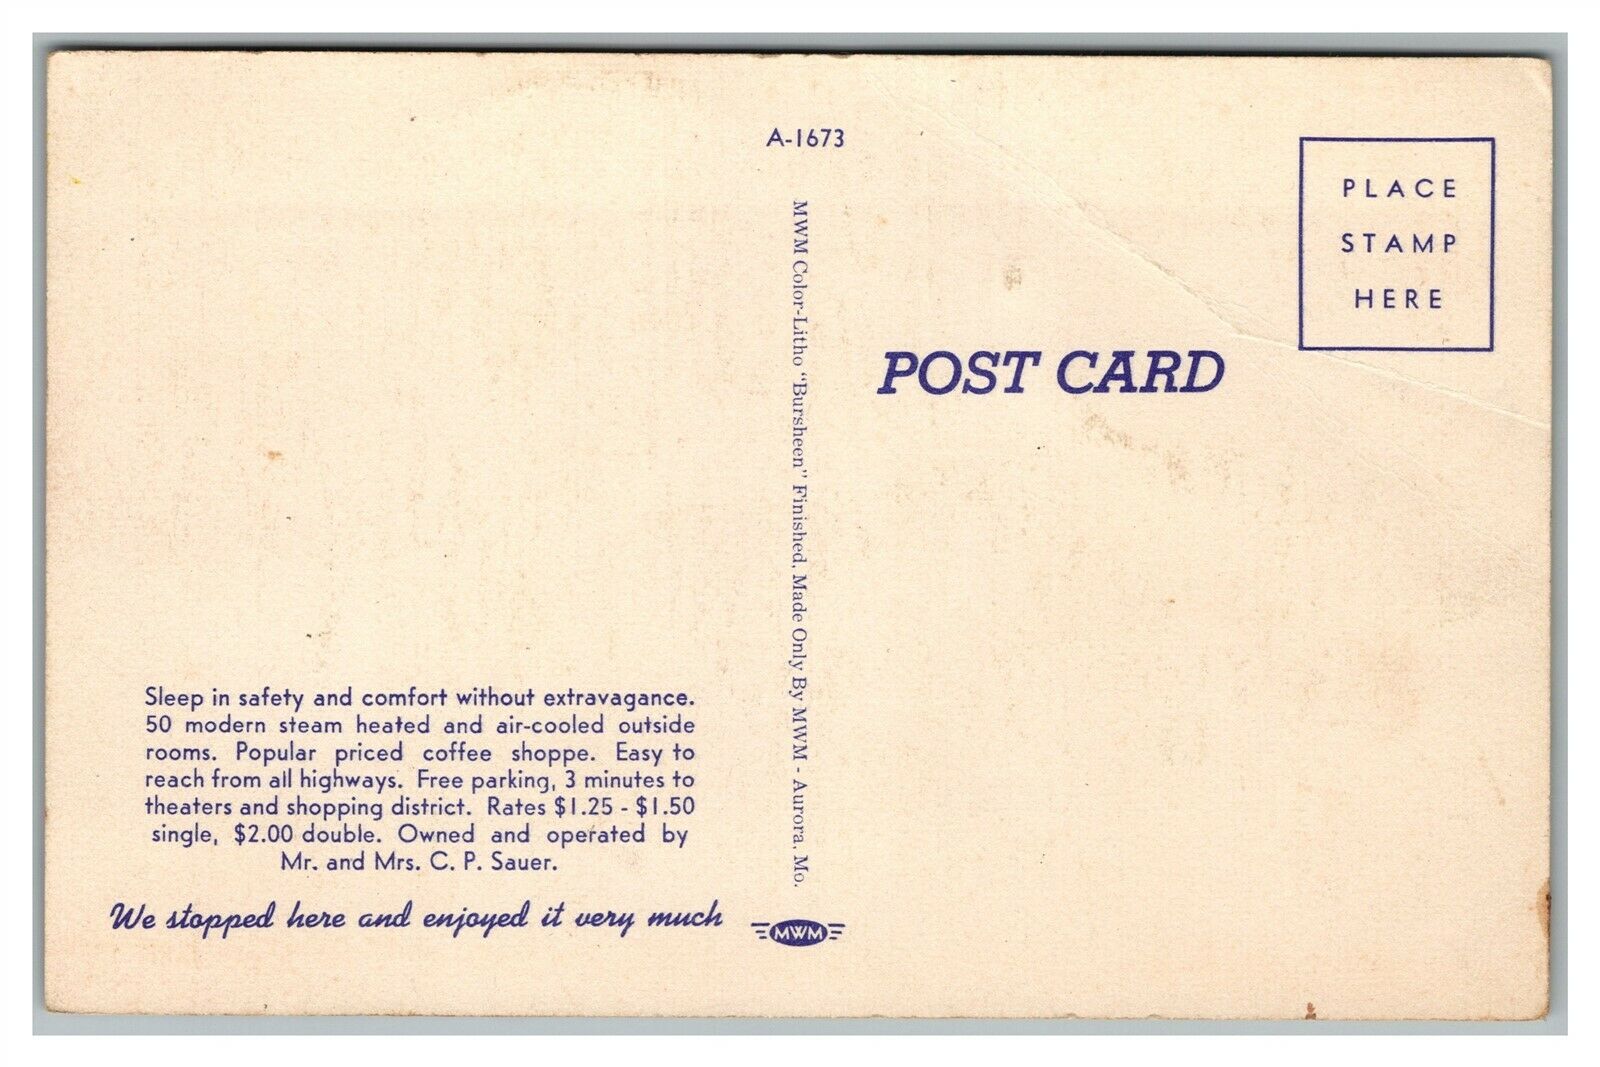 A-1673
PLACE
STAMP
HERE
POST CARD
MWM Color-Litho "Bursheen" Finished, Made Only By MWM - Aurora, Mo.
Sleep in safety and comfort without extravagance.
50 modern steam heated and air-cooled outside
rooms. Popular priced coffee shoppe. Easy to
reach from all highways. Free parking, 3 minutes to
theaters and shopping district. Rates $1.25 - $1.50
single, $2.00 double. Owned and operated by
Mr. and Mrs. C. P. Sauer.
We stopped here and enjoyed it very much
MWM